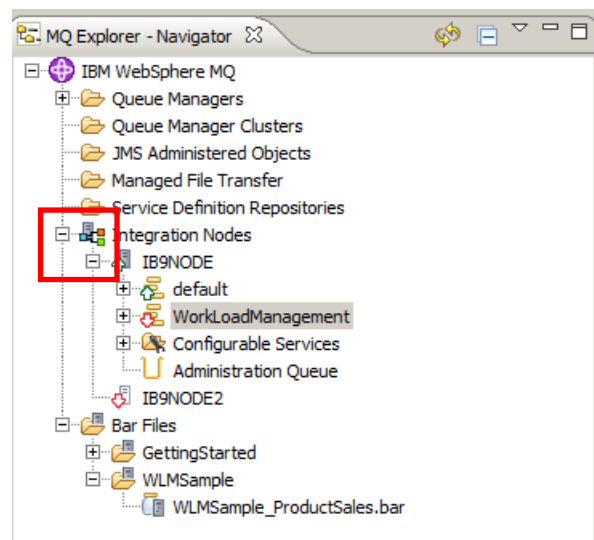 MQ Explorer - Navigator
IBM WebSphere MQ
Queue Managers
Queue Manager Clusters
JMS Administered Objects
Managed File Transfer
Service Definition Repositories
Integration Nodes
IB9NODE
default
WorkLoadManagement
Configurable Services
Administration Queue
IB9NODE2
Bar Files
GettingStarted
WLMSample
WLMSample_ProductSales.bar